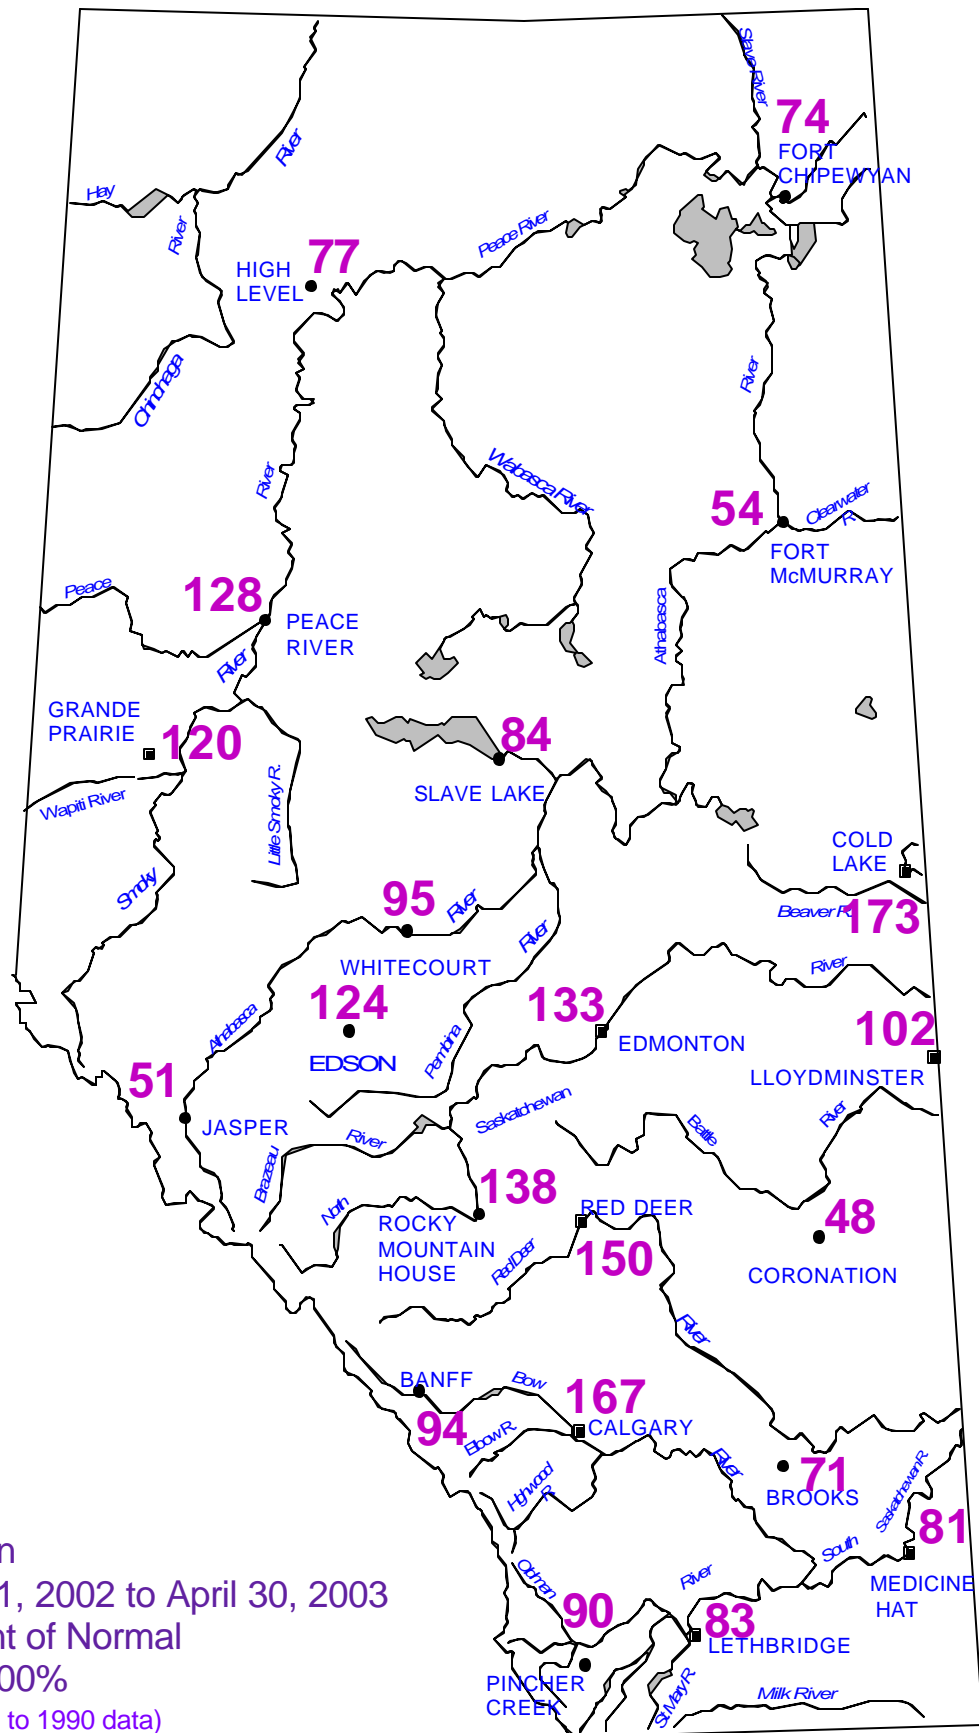 Slave River
74
FORT
CHIPEWYAN
Hay
River
River
Peace River
77
HIGH
LEVEL
Chinchaga
River
River
Wabasca River
54
Clearwater
R.
FORT
McMURRAY
Peace
128
PEACE
RIVER
River
Athabasca
GRANDE
PRAIRIE
120
84
SLAVE LAKE
Wapiti River
Little Smoky R.
Smoky
COLD
LAKE
Beaver R.
173
95
River
WHITECOURT
River
River
124
EDSON
Athabasca
Pembina
133
EDMONTON
102
LLOYDMINSTER
51
JASPER
Saskatchewan
River
Brazeau
Battle
River
North
138
ROCKY
MOUNTAIN
HOUSE
RED DEER
150
Red Deer
48
CORONATION
River
BANFF
94
Bow
167
CALGARY
Elbow R.
Highwood
R.
River
71
BROOKS
Saskatchewan R.
81
MEDICINE
HAT
South
Oldman
River
90
PINCHER
CREEK
83
LETHBRIDGE
St. Mary R.
Milk River
n
1, 2002 to April 30, 2003
nt of Normal
00%
to 1990 data)